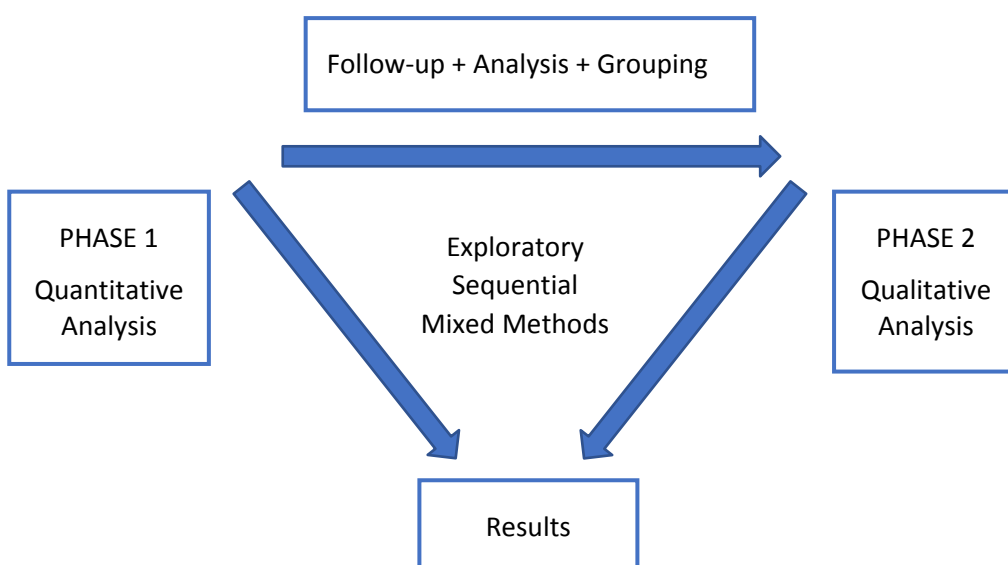 Follow-up + Analysis + Grouping
PHASE 1
Quantitative
Analysis
Exploratory
Sequential
Mixed Methods
PHASE 2
Qualitative
Analysis
Results